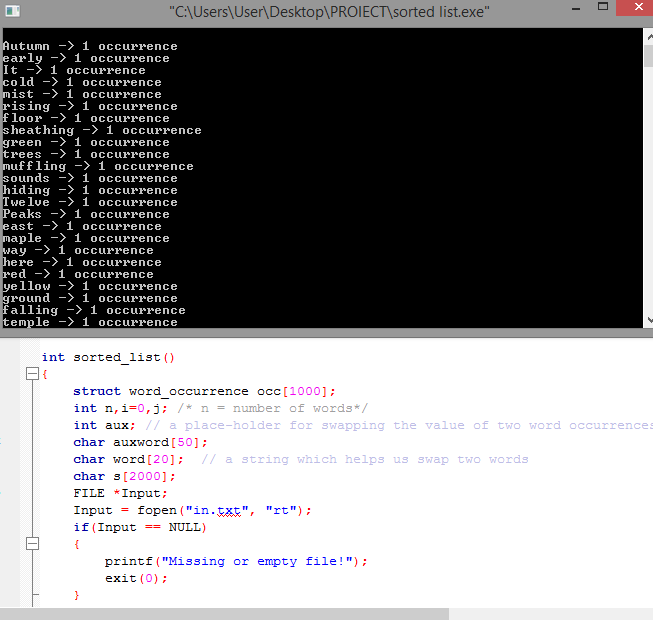 "C:\Users\User\Desktop\PROIECT\sorted list.exe"
Autumn -> 1 occurrence
early -> 1 occurrence
It -> 1 occurrence
cold -> 1 occurrence
mist -> 1 occurrence
rising -> 1 occurrence
floor -> 1 occurrence
sheathing -> 1 occurrence
green -> 1 occurrence
trees -> 1 occurrence
muffling -> 1 occurrence
sounds -> 1 occurrence
hiding -> 1 occurrence
Twelve -> 1 occurrence
Peaks -> 1 occurrence
east -> 1 occurrence
maple -> 1 occurrence
way -> 1 occurrence
here -> 1 occurrence
red -> 1 occurrence
yellow -> 1 occurrence
ground -> 1 occurrence
falling -> 1 occurrence
temple -> 1 occurrence
int sorted_list()
{
struct word_occurrence occ[1000];
int n,i=0,j; /* n = number of words*/
int aux; // a place-holder for swapping the value of two word occurrences
char auxword[50];
char word[20]; // a string which helps us swap two words
char s[2000];
FILE *Input;
Input = fopen("in.txt", "rt");
if(Input == NULL)
{
printf("Missing or empty file!");
exit(0);
}